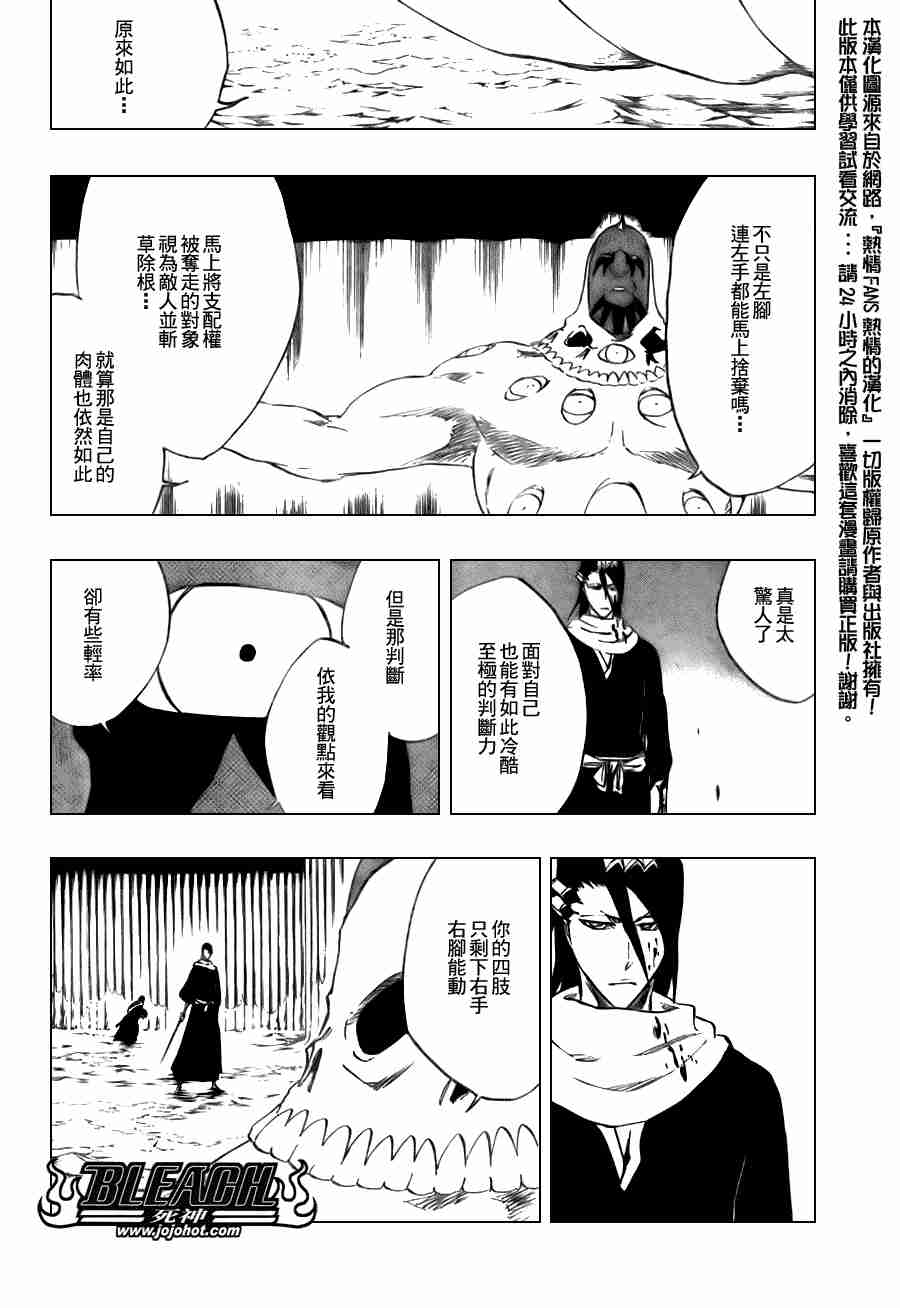 原來如此…
不只是左腳
連左手都能馬上捨棄嗎…
馬上將支配權
被奪走的對象
視為敵人並斬
草除根…
就算那是自己的
肉體也依然如此
真是太
驚人了
面對自己
也能有如此冷酷
至極的判斷力
但是那判斷
依我的觀點來看
卻有些輕率
你的四肢
只剩下右手
右腳能動
本漢化圖源來自於網路．『熱情FANS熱情的漢化』一切版權歸原作者與出版社擁有！
此版本僅供學習試看交流…請24小時之內消除．喜歡這套漫畫請購買正版！謝謝。
BLEACH
死神
www.jojohot.com